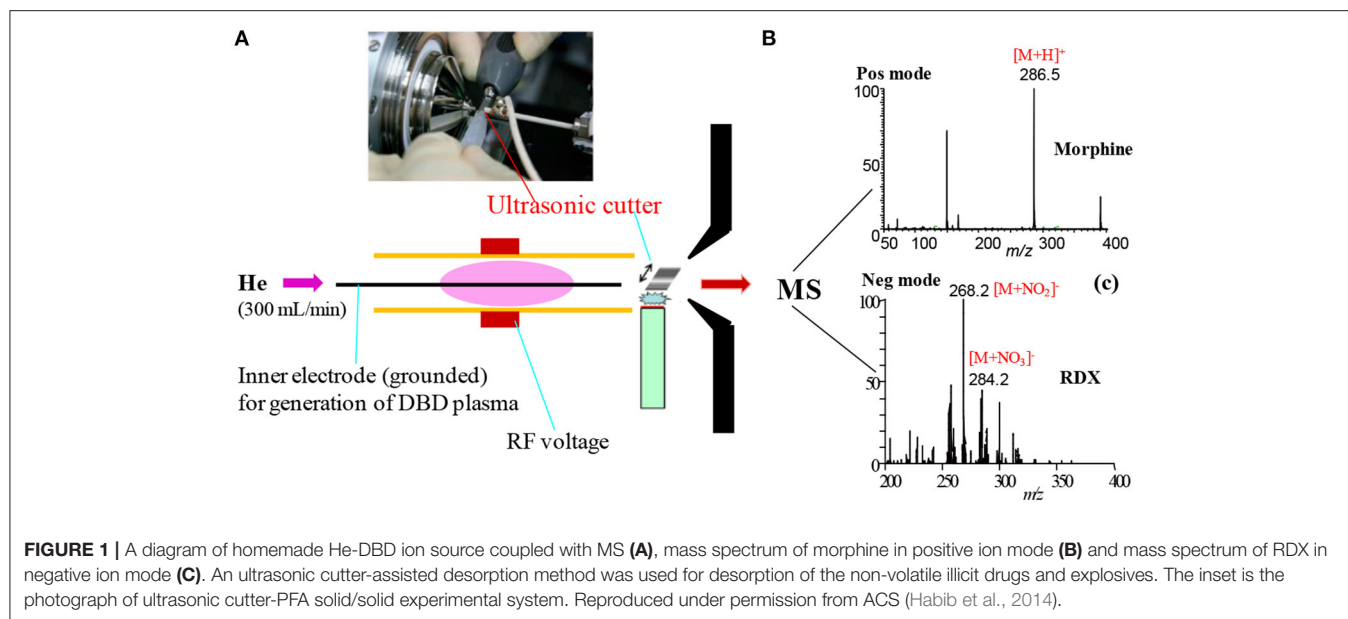 A
B
[M+H]+
286.5
Pos mode
100
50
0
Morphine
50 100 200 300 400
m/z
Ultrasonic cutter
He
(300 mL/min)
MS
Neg mode
(c)
268.2 [M+NO₂]⁻
100
[M+NO₃]⁻
284.2
RDX
50
0
200 250 300 350 400
m/z
Inner electrode (grounded)
for generation of DBD plasma
RF voltage
FIGURE 1 | A diagram of homemade He-DBD ion source coupled with MS (A), mass spectrum of morphine in positive ion mode (B) and mass spectrum of RDX in
negative ion mode (C). An ultrasonic cutter-assisted desorption method was used for desorption of the non-volatile illicit drugs and explosives. The inset is the
photograph of ultrasonic cutter-PFA solid/solid experimental system. Reproduced under permission from ACS (Habib et al., 2014).